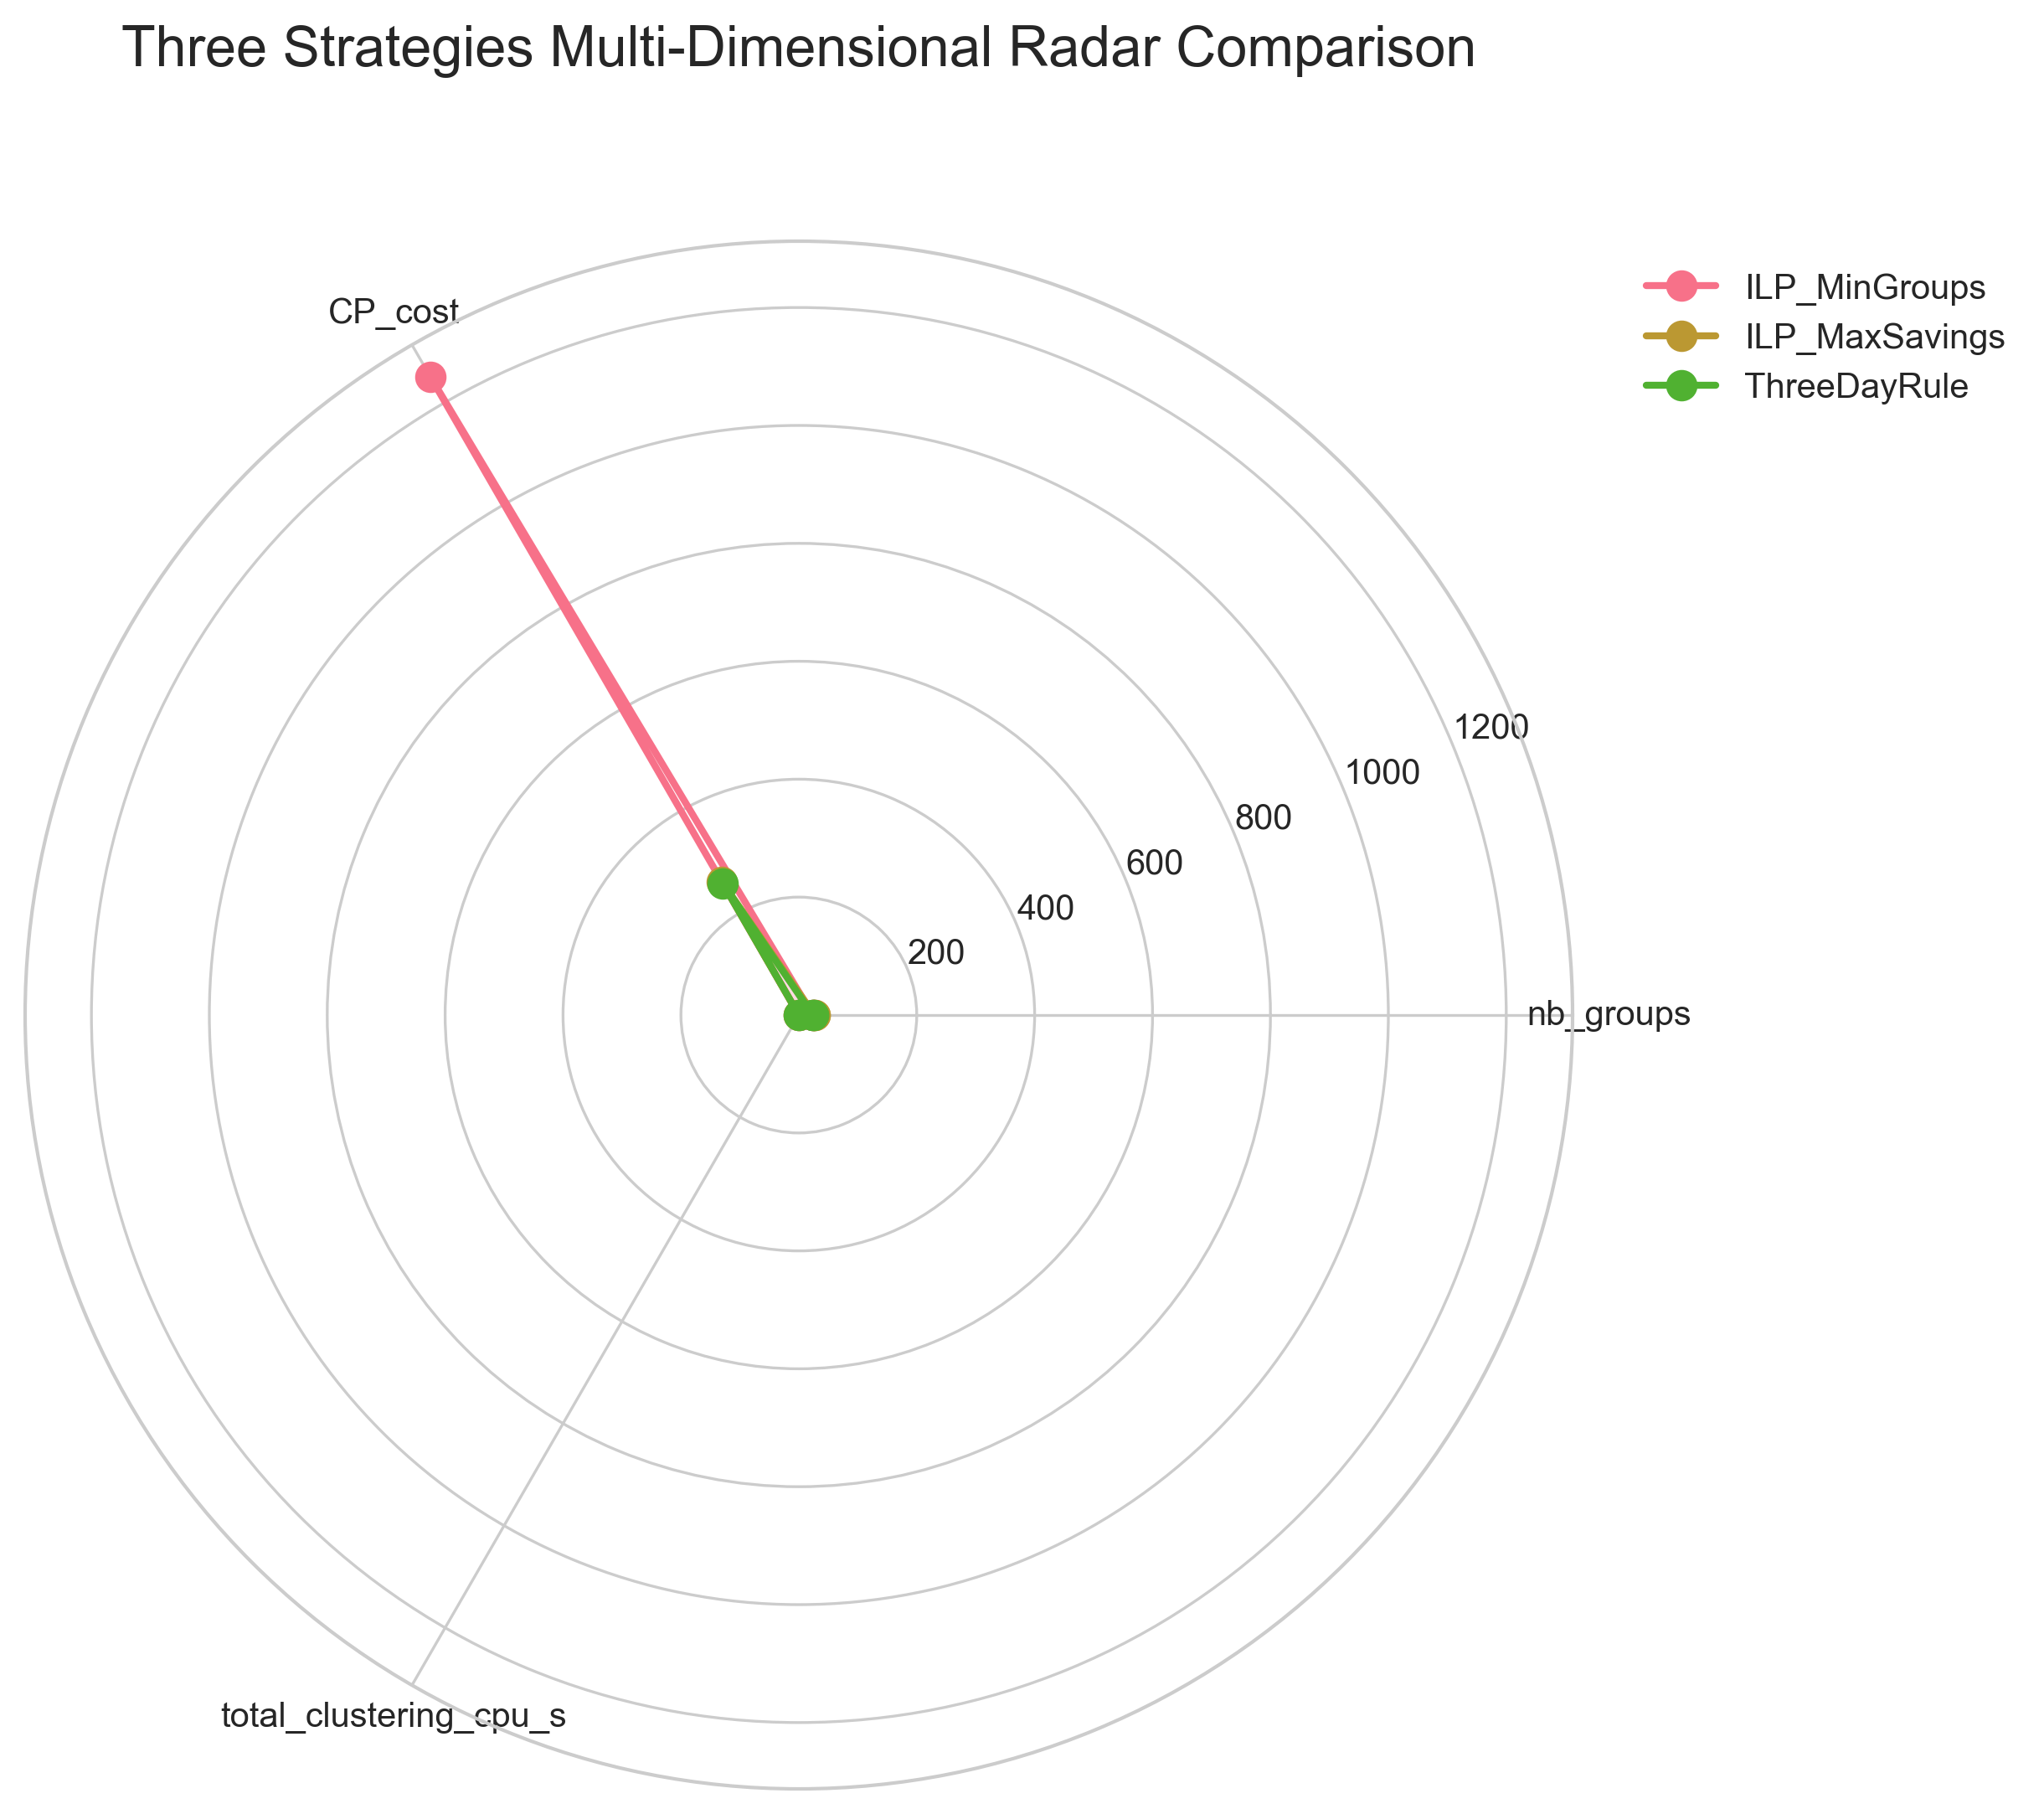 Three Strategies Multi-Dimensional Radar Comparison
ILP_MinGroups
ILP_MaxSavings
ThreeDayRule
CP_cost
1200
1000
800
600
400
200
nb_groups
total_clustering_cpu_s